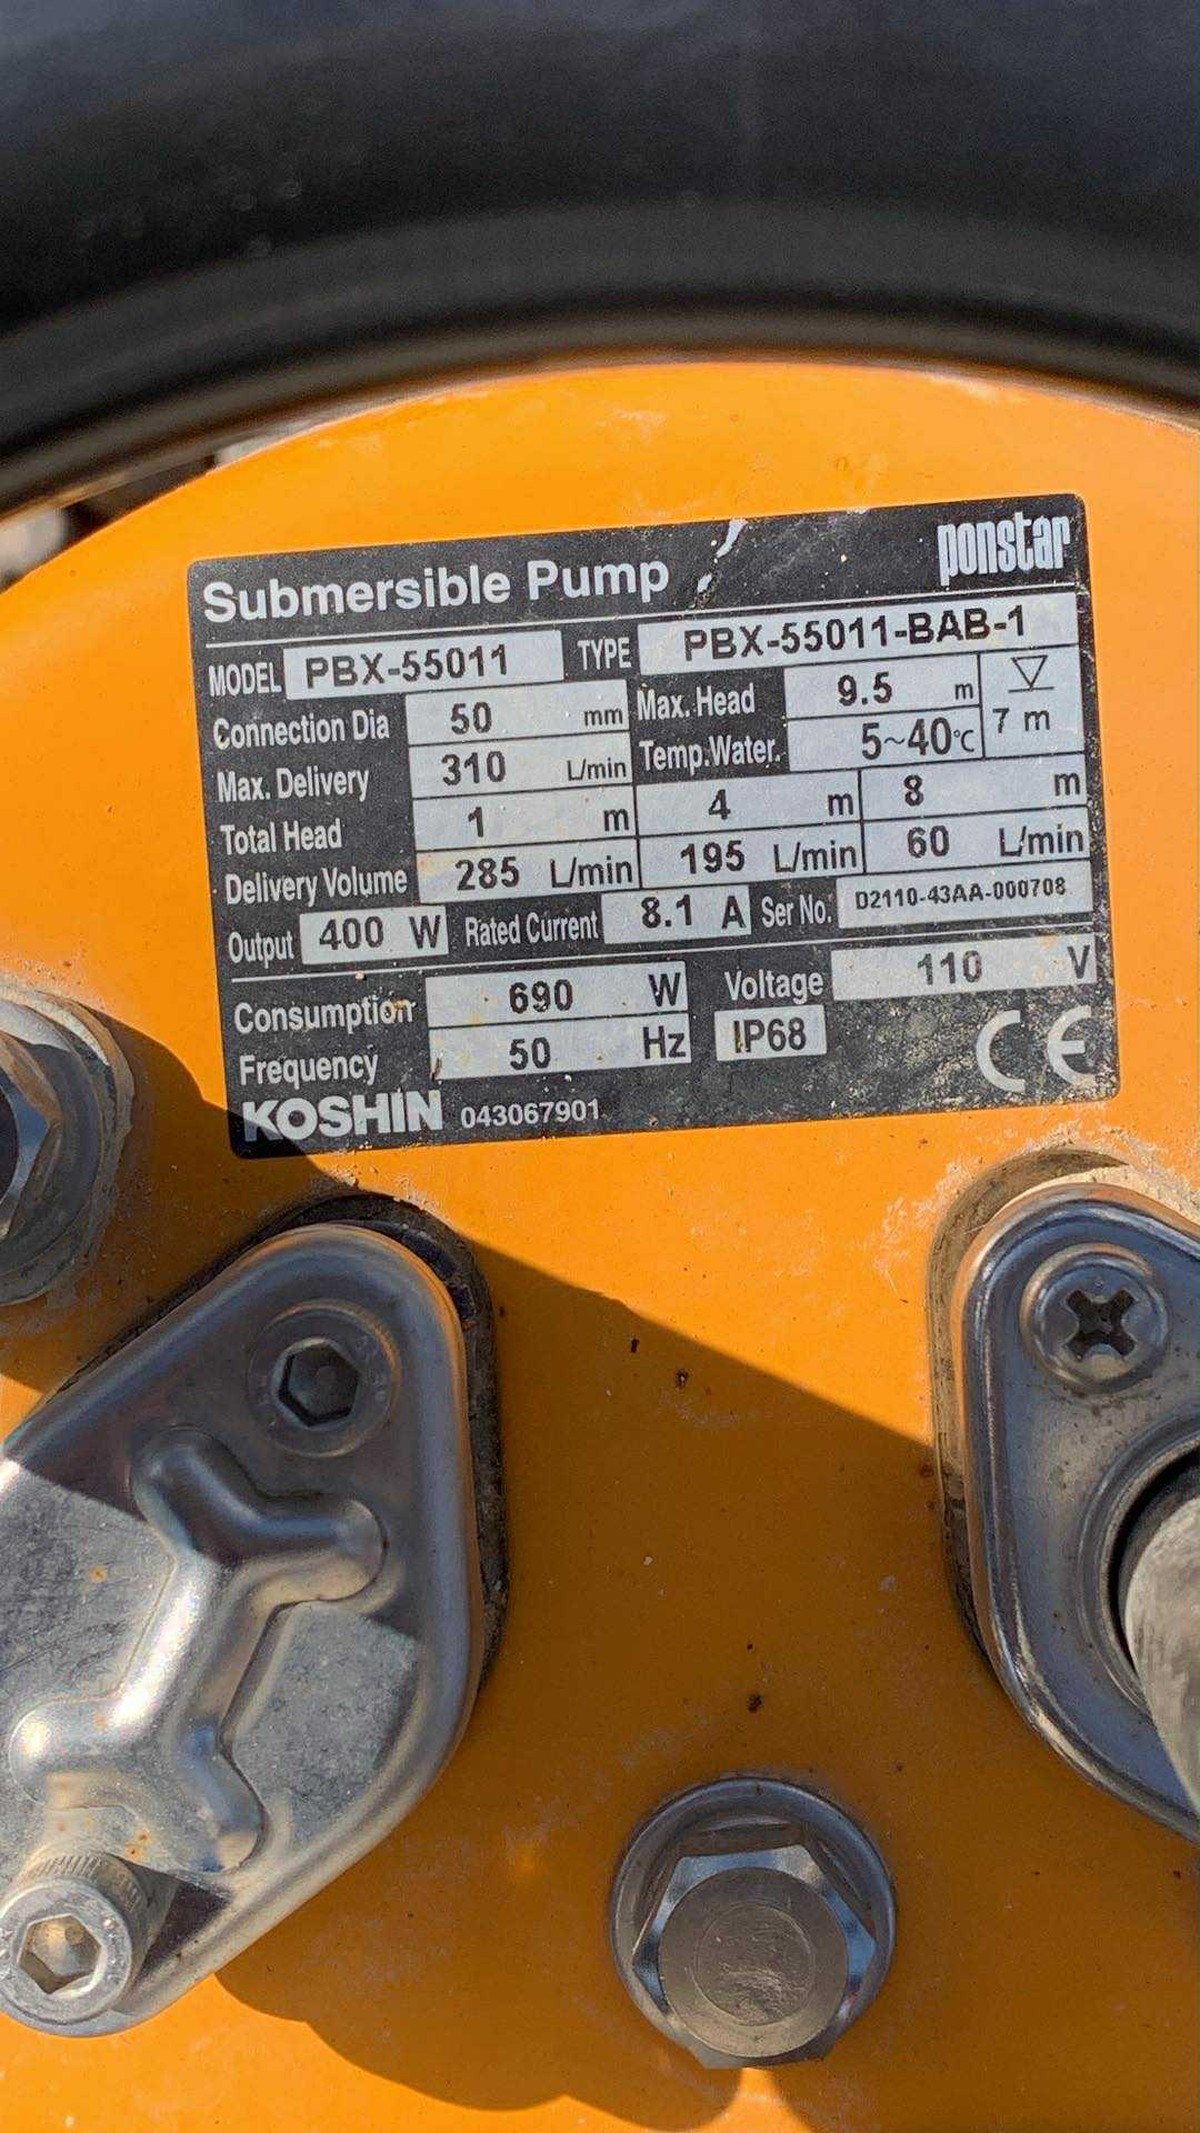 Submersible Pump ponstar
MODEL PBX-55011 TYPE PBX-55011-BAB-1
Connection Dia 50 mm Max. Head 9.5 m
Max. Delivery 310 L/min Temp.Water. 5~40℃ 7 m
Total Head 1 m 4 m 8 m
Delivery Volume 285 L/min 195 L/min 60 L/min
Output 400 W Rated Current 8.1 A Ser No. D2110-43AA-000708
Consumption 690 W Voltage 110 V
Frequency 50 Hz IP68 CE
KOSHIN 043067901